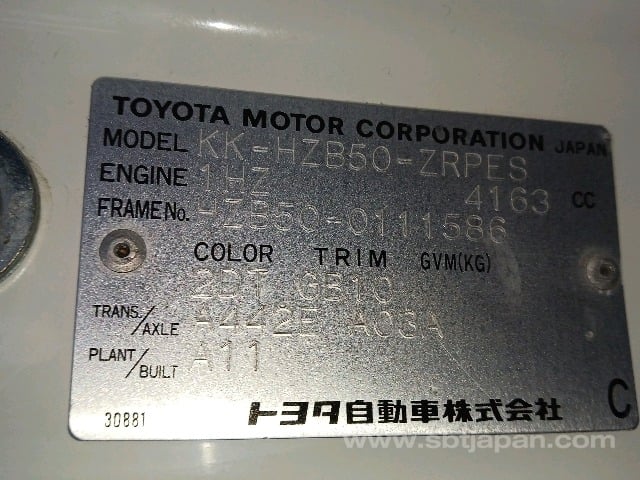 TOYOTA MOTOR CORPORATION JAPAN
MODEL KK-HZB50-ZRPES
ENGINE 1HZ 4163 CC
FRAME No. HZB50-0111586
COLOR TRIM GVM(KG)
2DT GB10
TRANS/AXLE A442E A03A
PLANT/BUILT A11
30881 トヨタ自動車株式会社 C
www.sbtjapan.com